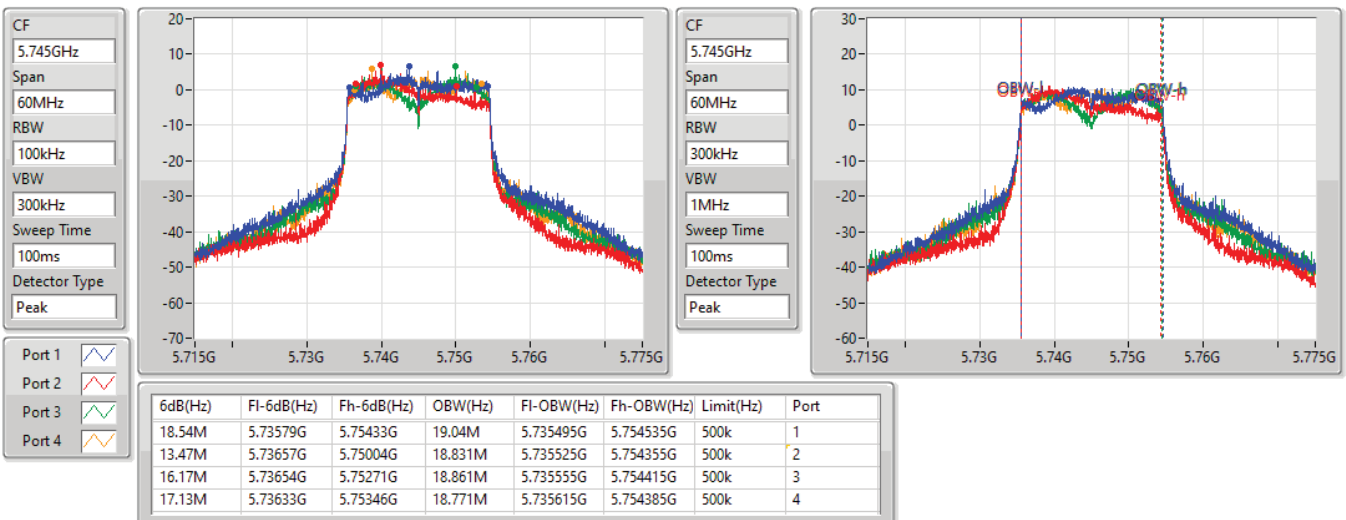 CF
5.745GHz
Span
60MHz
RBW
100kHz
VBW
300kHz
Sweep Time
100ms
Detector Type
Peak
20-
10-
0-
-10-
-20-
-30-
-40-
-50-
-60-
-70-
5.715G 5.73G 5.74G 5.75G 5.76G 5.775G
CF
5.745GHz
Span
60MHz
RBW
300kHz
VBW
1MHz
Sweep Time
100ms
Detector Type
Peak
30-
20-
10-
0-
-10-
-20-
-30-
-40-
-50-
-60-
OBW-l OBW-h
5.715G 5.73G 5.74G 5.75G 5.76G 5.775G
Port 1
Port 2
Port 3
Port 4
6dB(Hz) Fl-6dB(Hz) Fh-6dB(Hz) OBW(Hz) Fl-OBW(Hz) Fh-OBW(Hz) Limit(Hz) Port
18.54M 5.73579G 5.75433G 19.04M 5.735495G 5.754535G 500k 1
13.47M 5.73657G 5.75004G 18.831M 5.735525G 5.754355G 500k 2
16.17M 5.73654G 5.75271G 18.861M 5.735555G 5.754415G 500k 3
17.13M 5.73633G 5.75346G 18.771M 5.735615G 5.754385G 500k 4